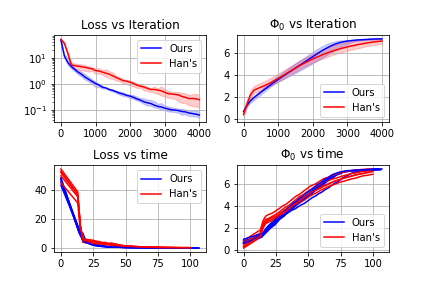 Loss vs Iteration
10¹
10⁰
10⁻¹
0 1000 2000 3000 4000
Ours
Han's
Φ₀ vs Iteration
6
4
2
0
0 1000 2000 3000 4000
Ours
Han's
Loss vs time
40
20
0
0 25 50 75 100
Ours
Han's
Φ₀ vs time
6
4
2
0
0 25 50 75 100
Ours
Han's